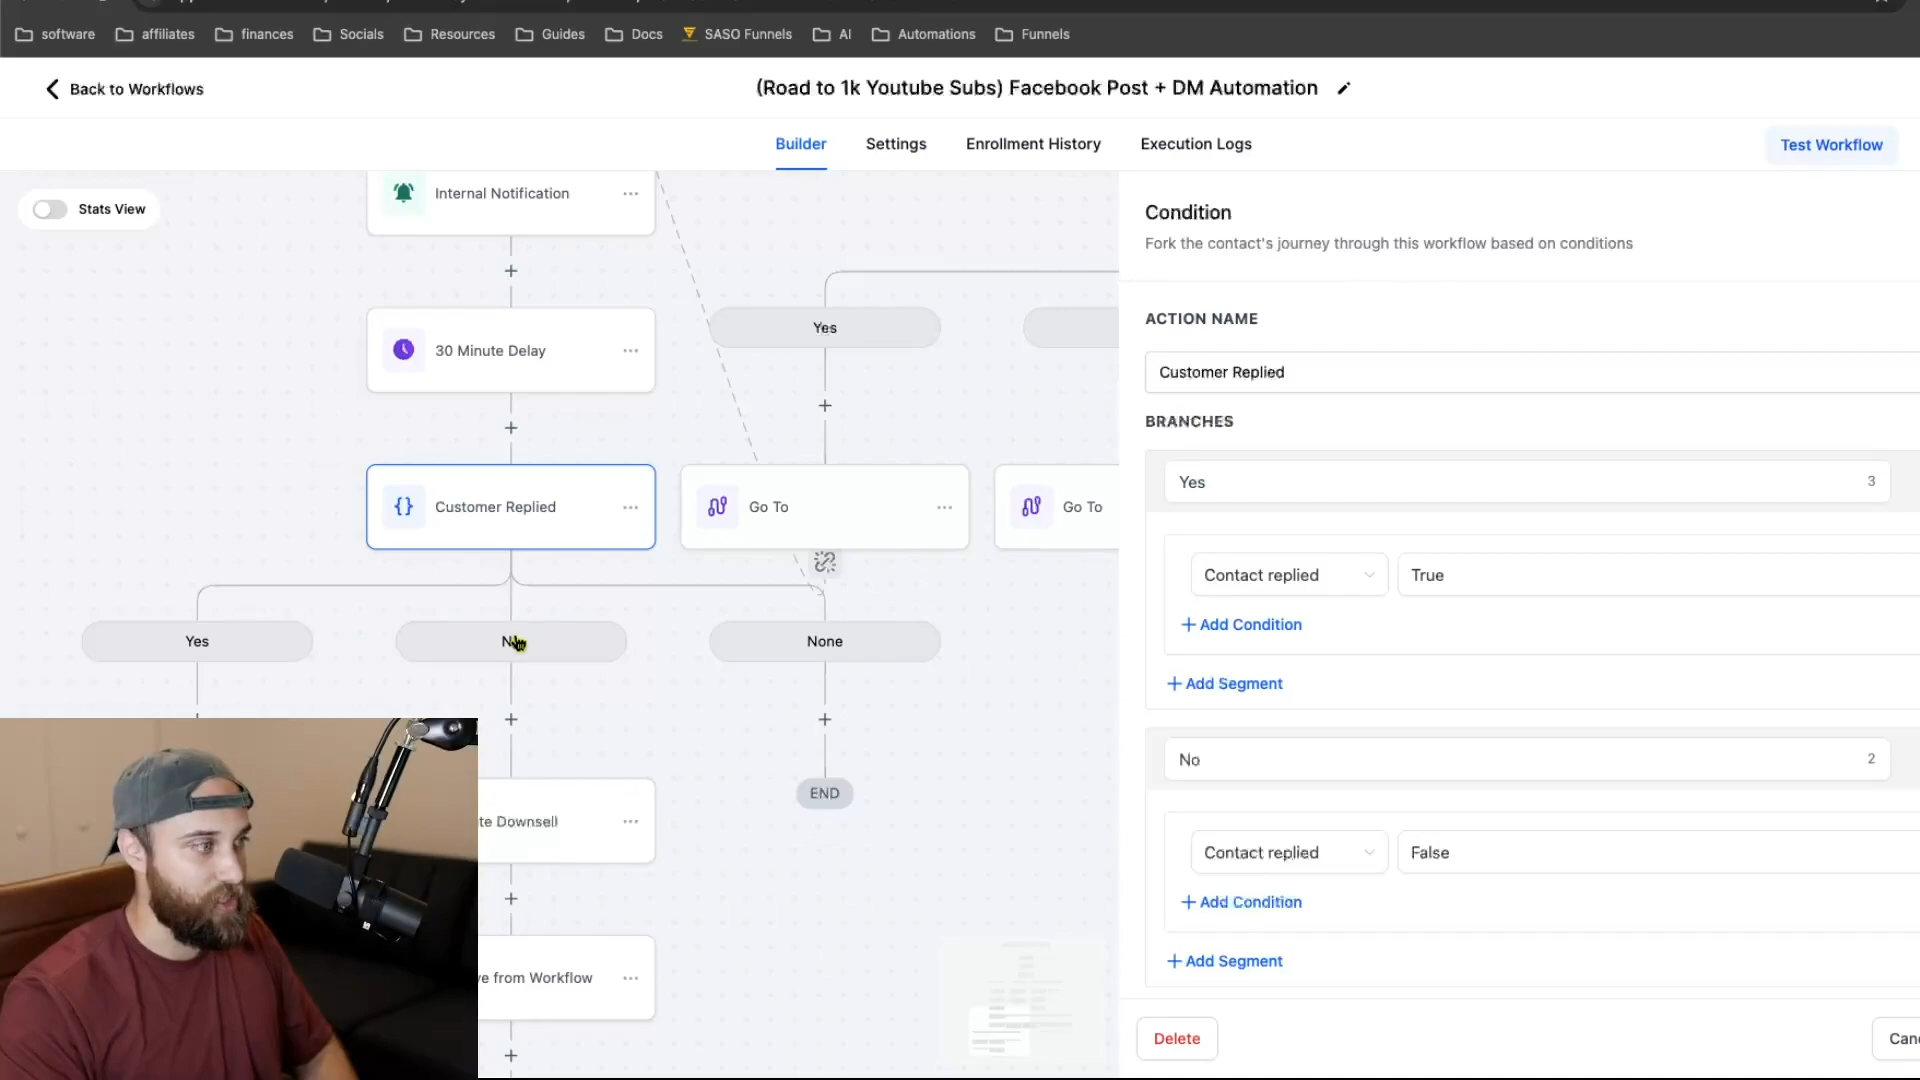 software
affiliates
finances
Socials
Resources
Guides
Docs
SASO Funnels
AI
Automations
Funnels
Back to Workflows
(Road to 1k Youtube Subs) Facebook Post + DM Automation
Builder
Settings
Enrollment History
Execution Logs
Test Workflow
Stats View
Internal Notification
30 Minute Delay
Customer Replied
Yes
Go To
Go To
Yes
None
te Downsell
END
ve from Workflow
Condition
Fork the contact's journey through this workflow based on conditions
ACTION NAME
Customer Replied
BRANCHES
Yes
3
Contact replied
True
+ Add Condition
+ Add Segment
No
2
Contact replied
False
+ Add Condition
+ Add Segment
Delete
Canc